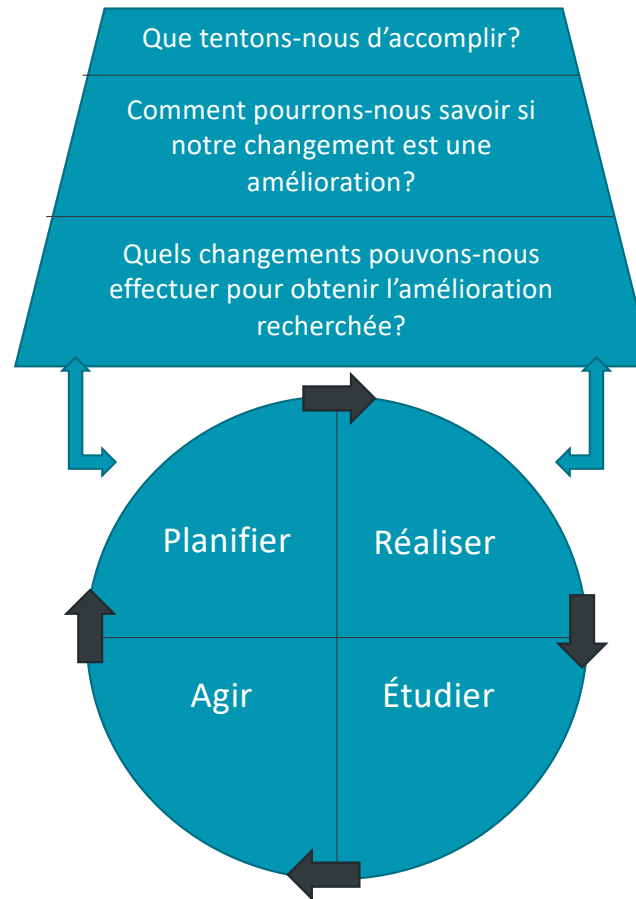 Que tentons-nous d’accomplir?
Comment pourrons-nous savoir si
notre changement est une
amélioration?
Quels changements pouvons-nous
effectuer pour obtenir l’amélioration
recherchée?
Planifier
Réaliser
Agir
Étudier